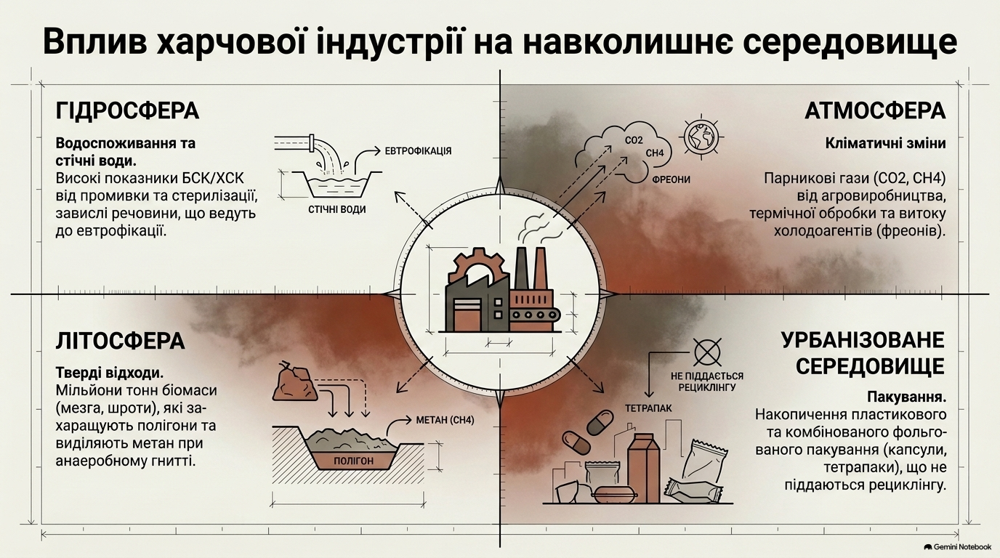 Вплив харчової індустрії на навколишнє середовище
ГІДРОСФЕРА
Водоспоживання та
стічні води.
Високі показники БСК/ХСК
від промивки та стерилізації,
завислі речовини, що ведуть
до евтрофікації.
ЕВТРОФІКАЦІЯ
СТІЧНІ ВОДИ
АТМОСФЕРА
Кліматичні зміни
Парникові гази (CO2, CH4)
від агровиробництва,
термічної обробки та витоку
холодоагентів (фреонів).
CO2
CH4
ФРЕОНИ
ЛІТОСФЕРА
Тверді відходи.
Мільйони тонн біомаси
(мезга, шроти), які за-
харащують полігони та
виділяють метан при
анаеробному гнитті.
МЕТАН (CH4)
ПОЛІГОН
УРБАНІЗОВАНЕ
СЕРЕДОВИЩЕ
Пакування.
Накопичення пластикового
та комбінованого фольго-
ваного пакування (капсули,
тетрапаки), що не
піддаються рециклінгу.
НЕ ПІДДАЄТЬСЯ
РЕЦИКЛІНГУ
ТЕТРАПАК
Gemini Notebook